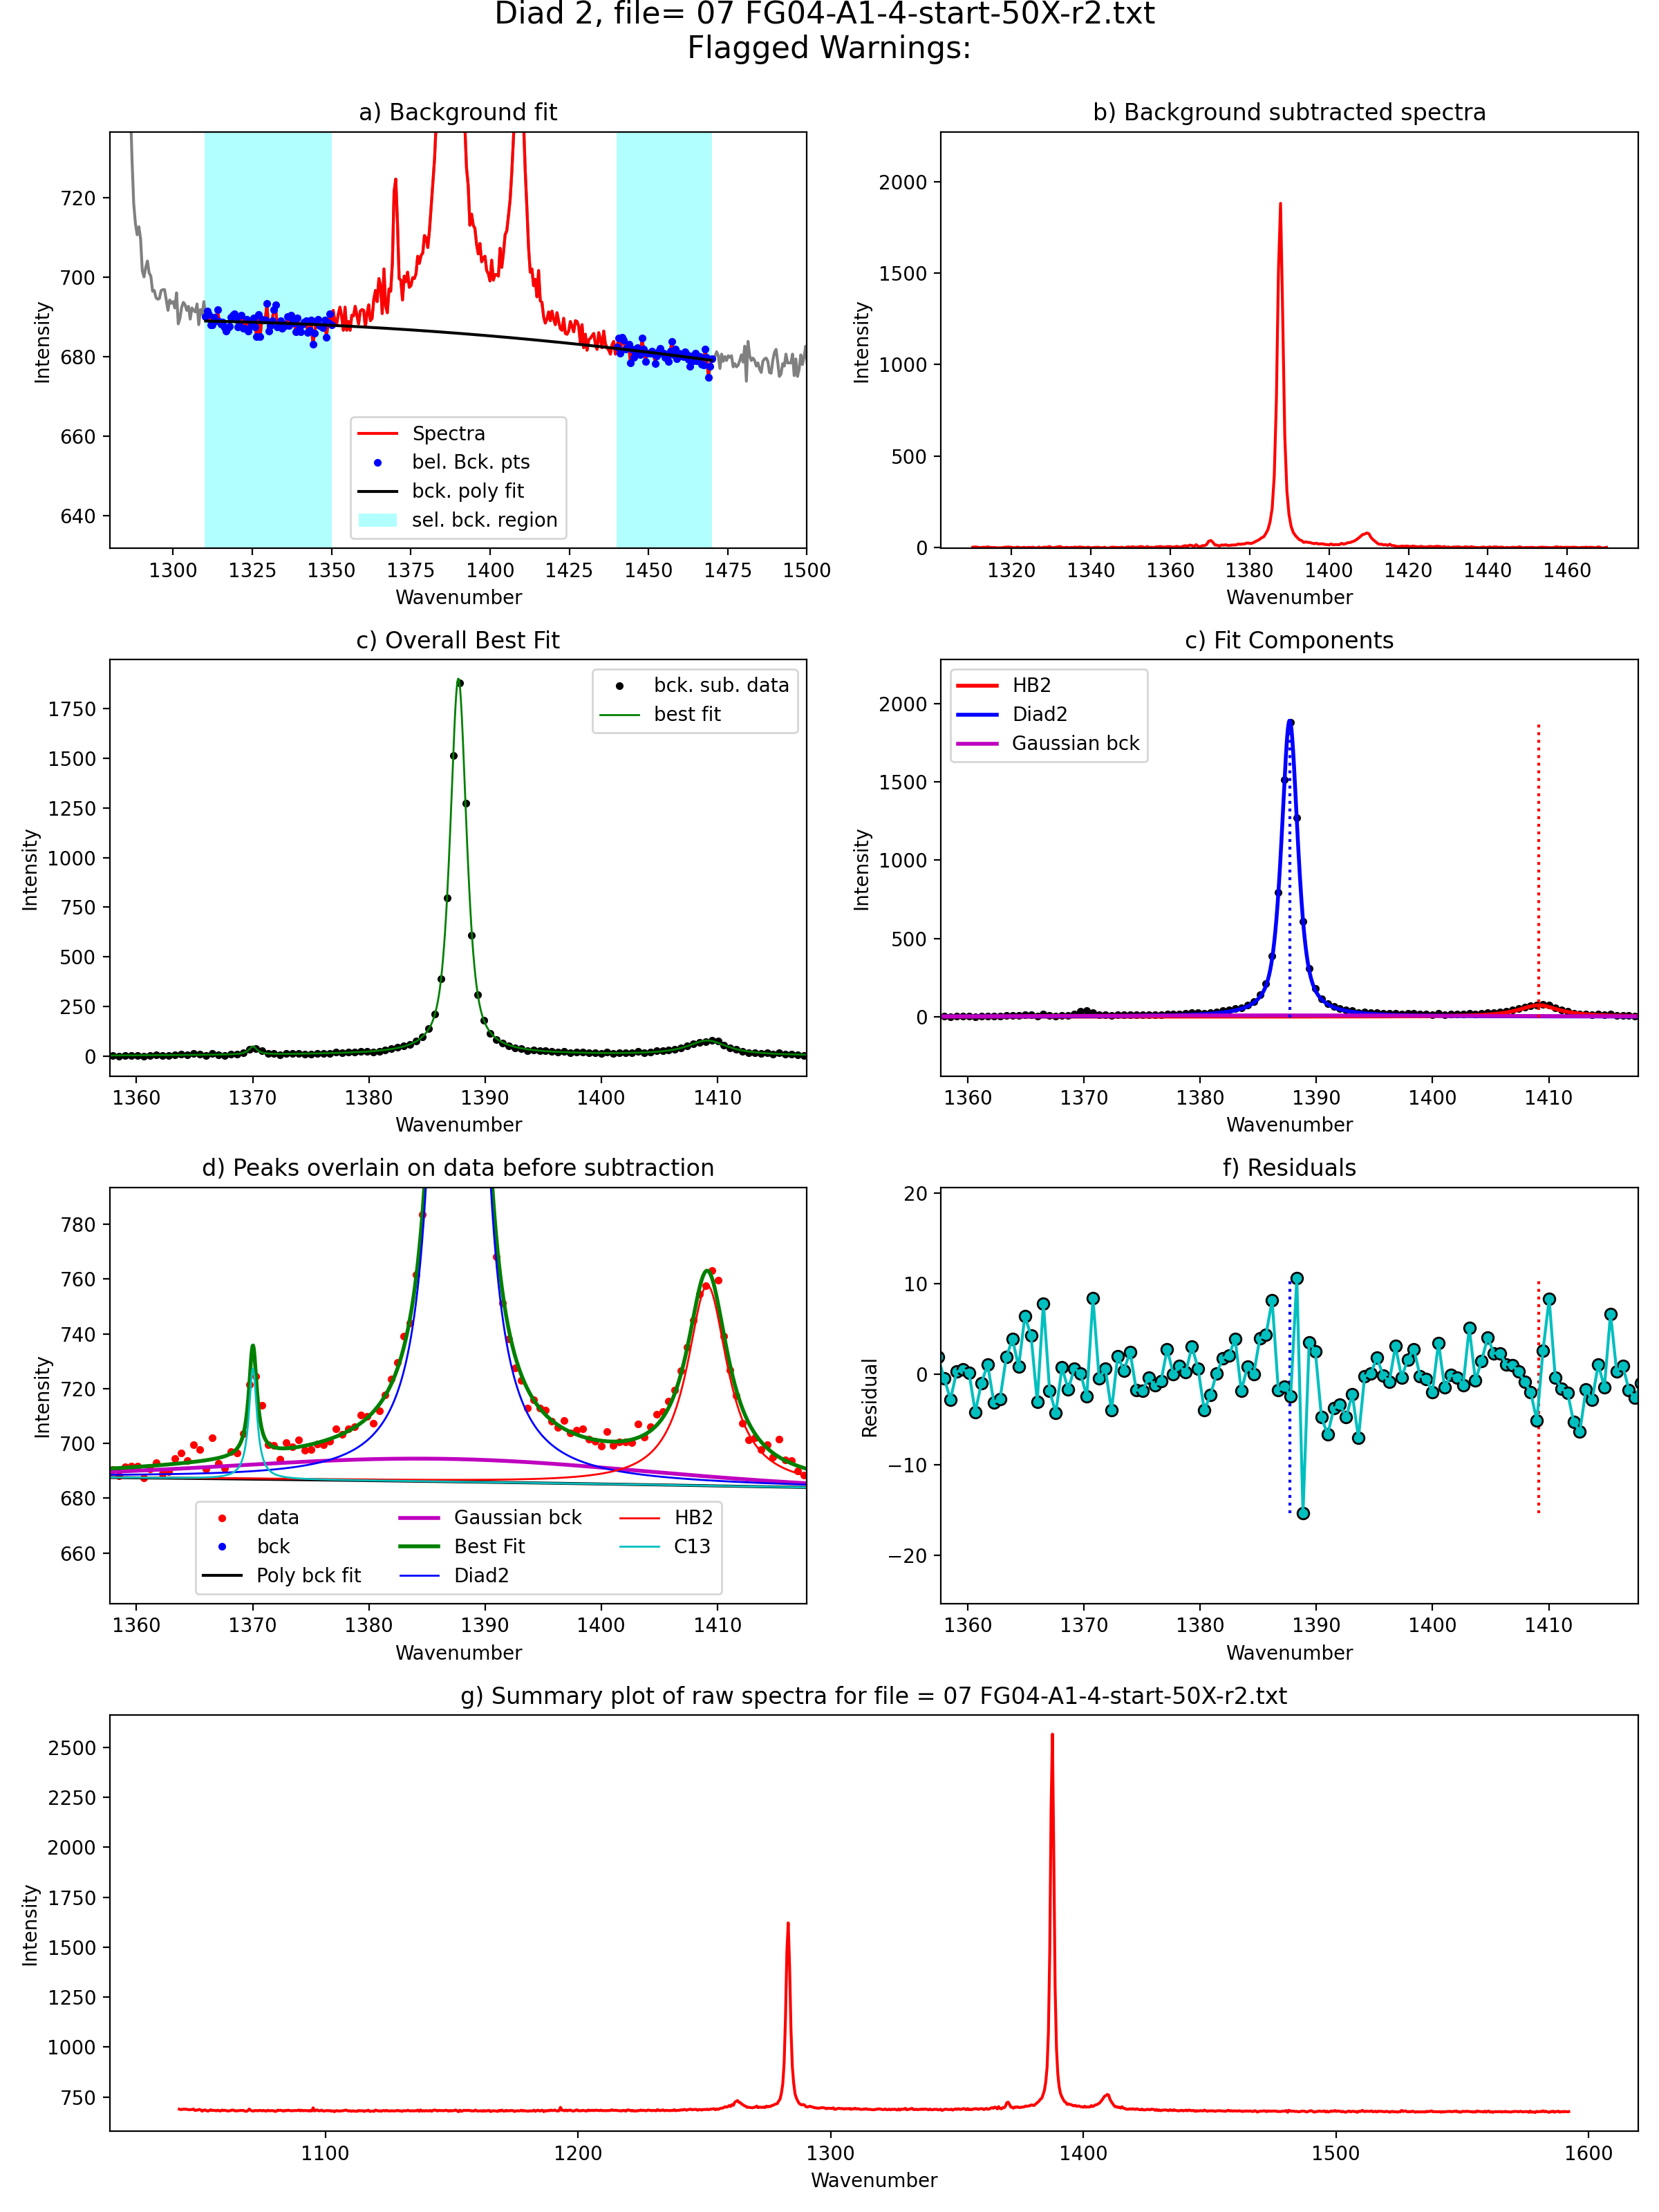 Diad 2, file= 07 FG04-A1-4-start-50X-r2.txt
Flagged Warnings:
a) Background fit
Intensity
720
700
680
660
640
Spectra
bel. Bck. pts
bck. poly fit
sel. bck. region
1300 1325 1350 1375 1400 1425 1450 1475 1500
Wavenumber
b) Background subtracted spectra
Intensity
2000
1500
1000
500
0
1320 1340 1360 1380 1400 1420 1440 1460
Wavenumber
c) Overall Best Fit
Intensity
1750
1500
1250
1000
750
500
250
0
bck. sub. data
best fit
1360 1370 1380 1390 1400 1410
Wavenumber
c) Fit Components
Intensity
2000
1500
1000
500
0
HB2
Diad2
Gaussian bck
1360 1370 1380 1390 1400 1410
Wavenumber
d) Peaks overlain on data before subtraction
Intensity
780
760
740
720
700
680
660
data Gaussian bck HB2
bck Best Fit C13
Poly bck fit Diad2
1360 1370 1380 1390 1400 1410
Wavenumber
f) Residuals
Residual
20
10
0
−10
−20
1360 1370 1380 1390 1400 1410
Wavenumber
g) Summary plot of raw spectra for file = 07 FG04-A1-4-start-50X-r2.txt
Intensity
2500
2250
2000
1750
1500
1250
1000
750
1100 1200 1300 1400 1500 1600
Wavenumber